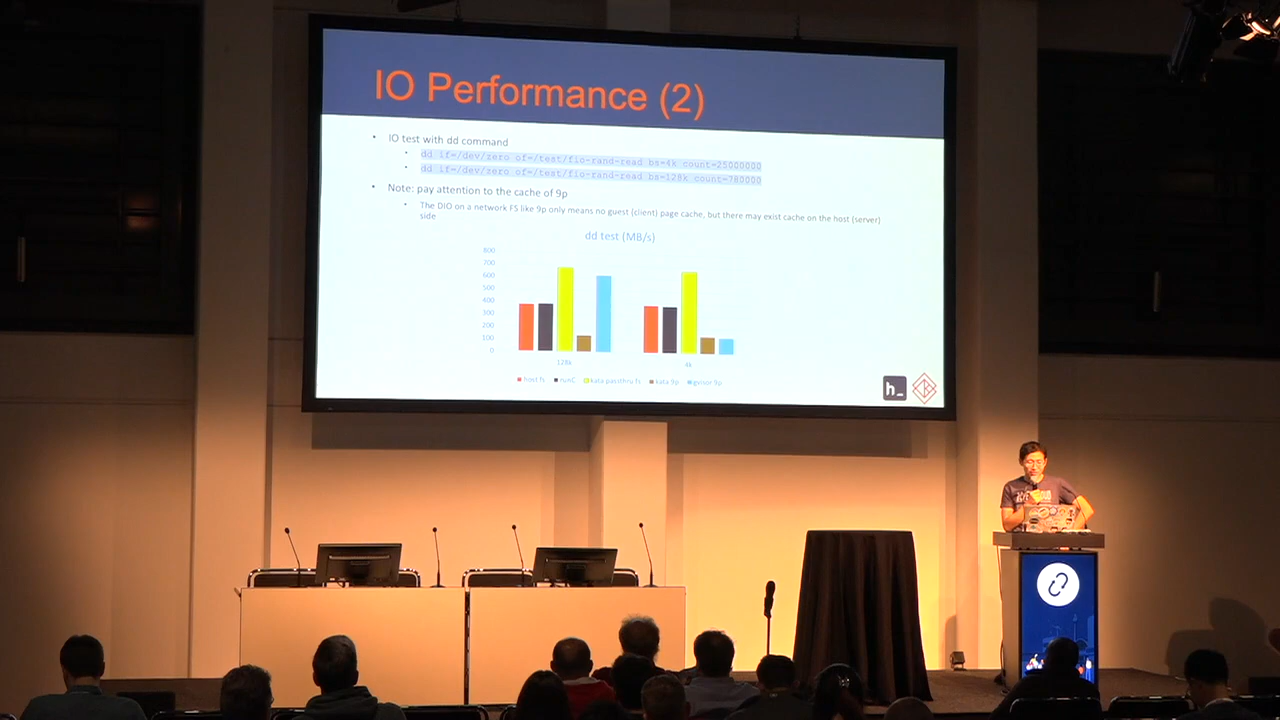 IO Performance (2)
• IO test with dd command
• dd if=/dev/zero of=/test/fio-rand-read bs=4k count=25000000
• dd if=/dev/zero of=/test/fio-rand-read bs=128k count=780000
• Note: pay attention to the cache of 9p
• The DIO on a network FS like 9p only means no guest (client) page cache, but there may exist cache on the host (server)
side
dd test (MB/s)
800
700
600
500
400
300
200
100
0
128k 4k
host fs runC kata passthru fs kata 9p gvisor 9p
h_